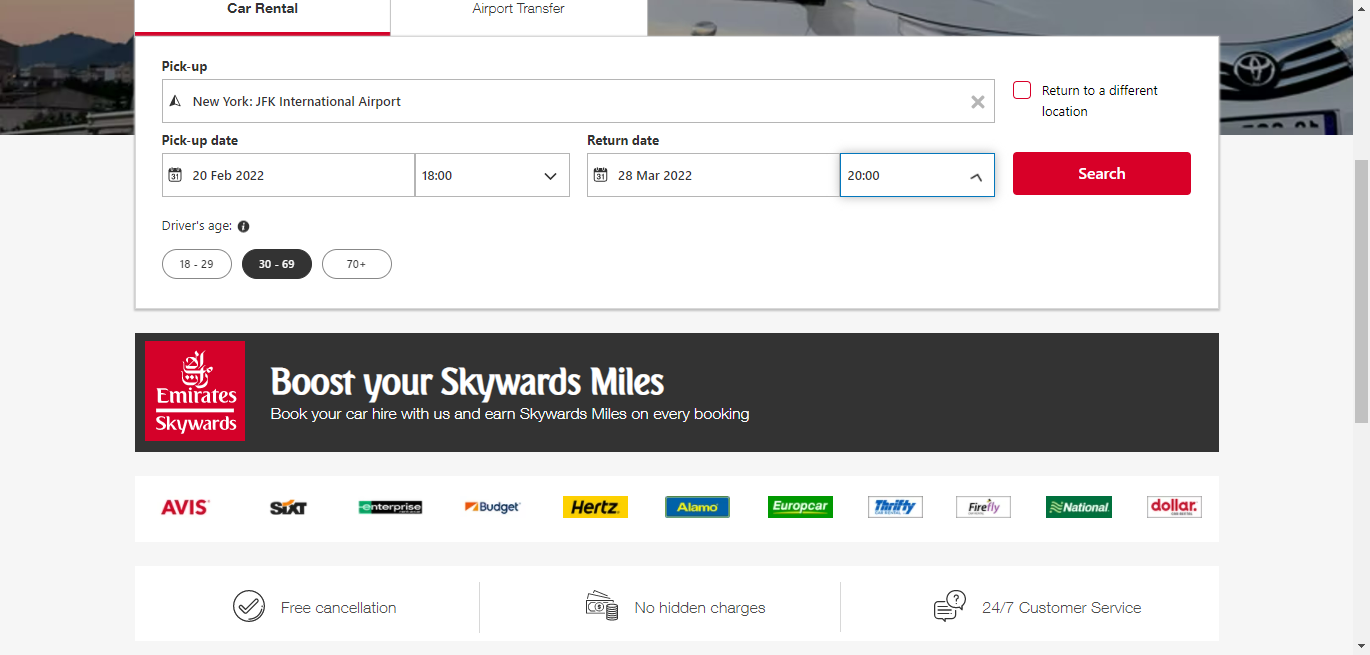 Car Rental
Airport Transfer
Pick-up
New York: JFK International Airport
Return to a different
location
Pick-up date
Return date
31 20 Feb 2022
18:00
31 28 Mar 2022
20:00
Search
Driver's age: i
18 - 29
30 - 69
70+
Emirates
Skywards
Boost your Skywards Miles
Book your car hire with us and earn Skywards Miles on every booking
AVIS
SIXT
enterprise
Budget
Hertz
Alamo
Europcar
Thrifty
CAR RENTAL
Firefly
National
dollar.
CAR RENTAL
Free cancellation
No hidden charges
24/7 Customer Service